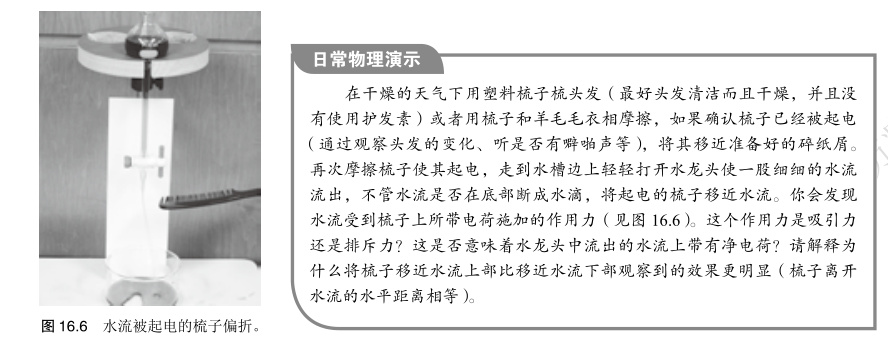 日常物理演示
在干燥的天气下用塑料梳子梳头发（最好头发清洁而且干燥，并且没
有使用护发素）或者用梳子和羊毛毛衣相摩擦，如果确认梳子已经被起电
（通过观察头发的变化、听是否有噼啪声等），将其移近准备好的碎纸屑。
再次摩擦梳子使其起电，走到水槽边上轻轻打开水龙头使一股细细的水流
流出，不管水流是否在底部断成水滴，将起电的梳子移近水流。你会发现
水流受到梳子上所带电荷施加的作用力（见图 16.6）。这个作用力是吸引力
还是排斥力？这是否意味着水龙头中流出的水流上带有净电荷？请解释为
什么将梳子移近水流上部比移近水流下部观察到的效果更明显（梳子离开
水流的水平距离相等）。
图 16.6 水流被起电的梳子偏折。